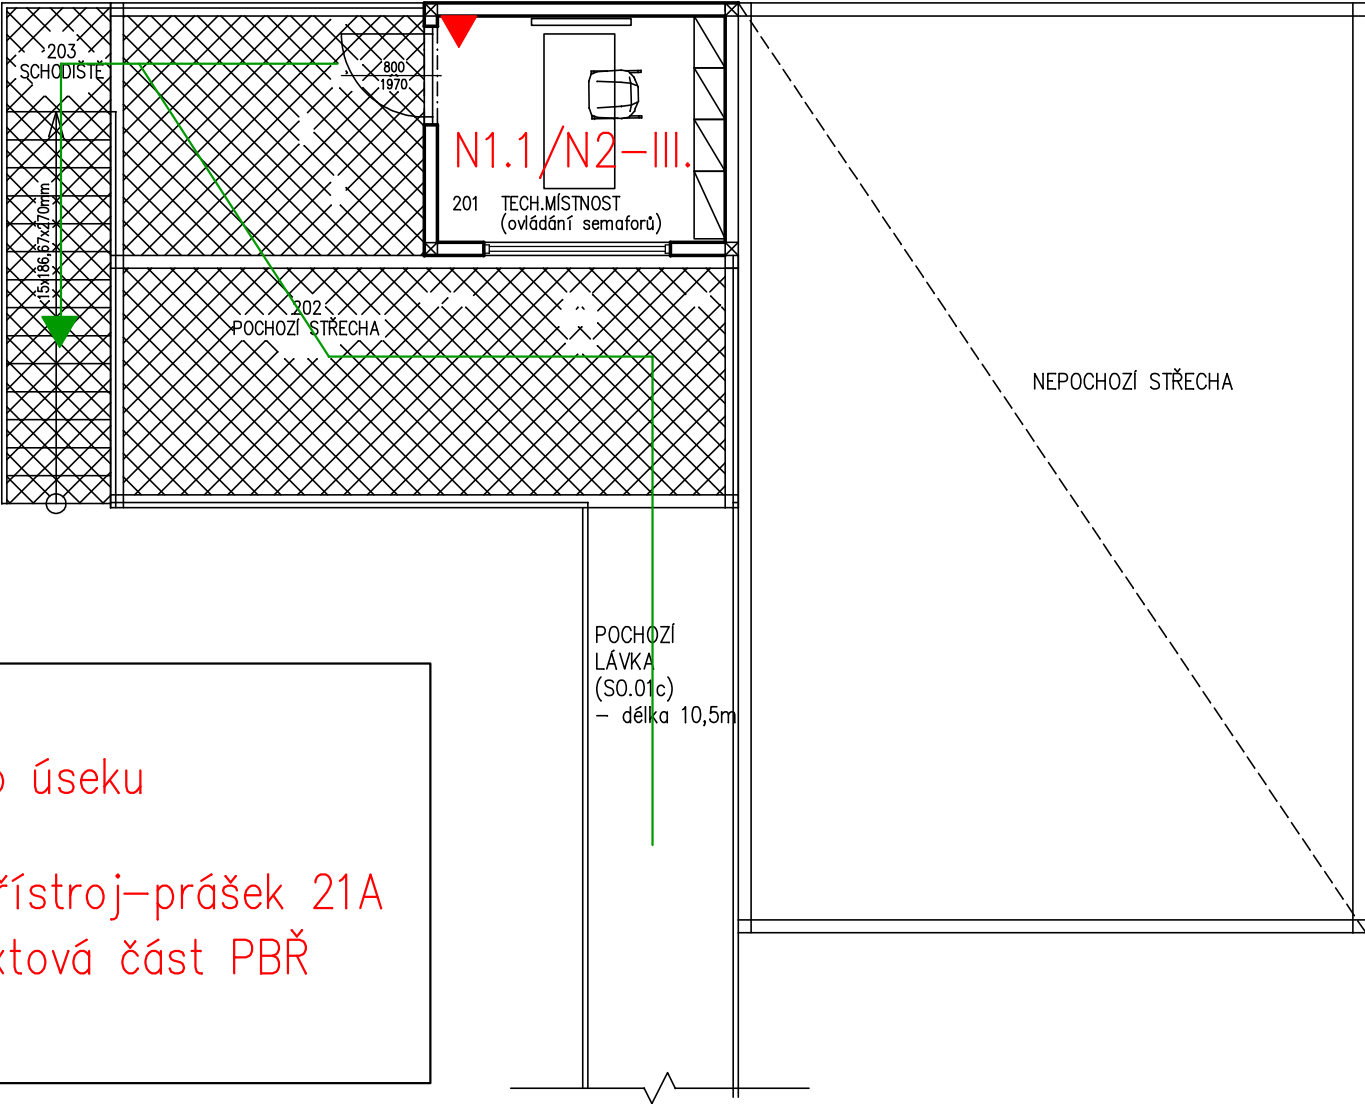 203
SCHODIŠTĚ
800
1970
N1.1/N2-III.
201 TECH.MÍSTNOST
(ovládání semaforů)
15x186,67x270mm
202
POCHOZÍ STŘECHA
NEPOCHOZÍ STŘECHA
POCHOZÍ
LÁVKA
(SO.01c)
- délka 10,5m
úseku
řístroj-prášek 21A
xtová část PBŘ